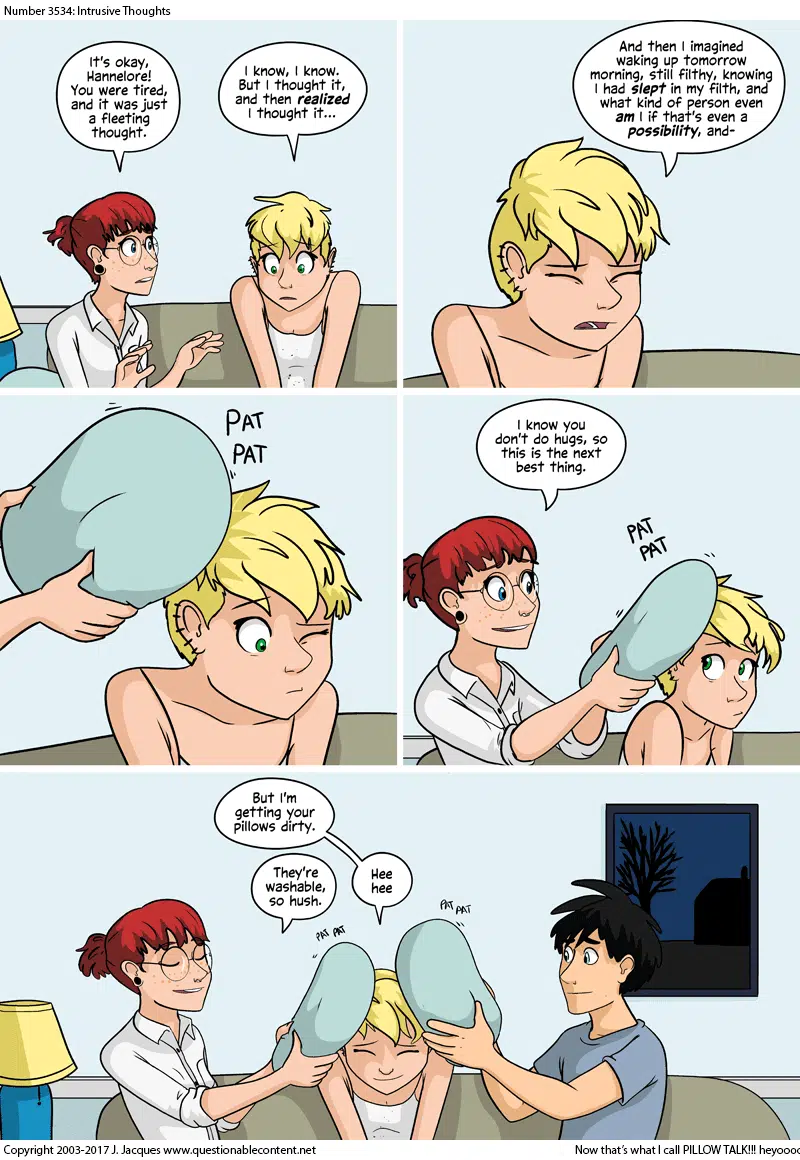 Number 3534: Intrusive Thoughts
It's okay,
Hannelore!
You were tired,
and it was just
a fleeting
thought.
I know, I know.
But I thought it,
and then realized
I thought it...
And then I imagined
waking up tomorrow
morning, still filthy, knowing
I had slept in my filth, and
what kind of person even
am I if that's even a
possibility, and-
PAT
PAT
I know you
don't do hugs, so
this is the next
best thing.
PAT
PAT
But I'm
getting your
pillows dirty.
They're
washable,
so hush.
Hee
hee
PAT PAT
PAT PAT
Copyright 2003-2017 J. Jacques www.questionablecontent.net
Now that's what I call PILLOW TALK!!! heyoooo